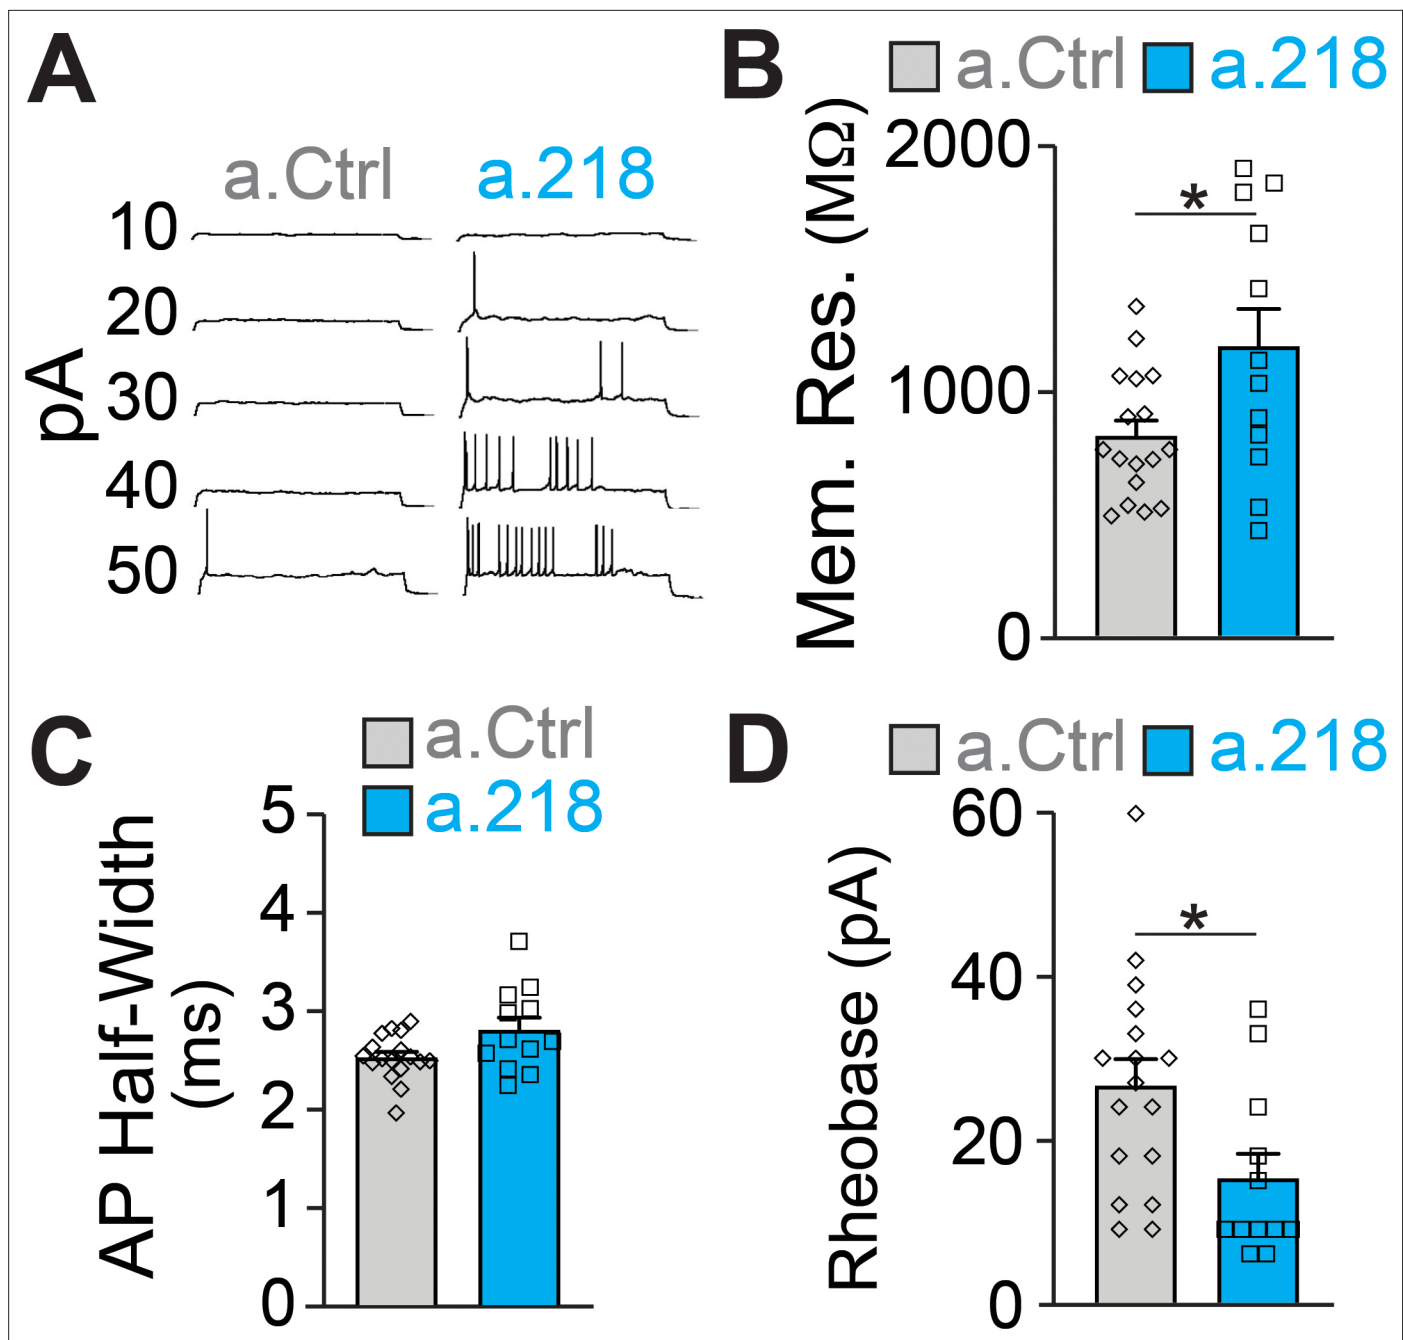 A
a.Ctrl a.218
pA
10
20
30
40
50
B
a.Ctrl a.218
Mem. Res. (MΩ)
2000
*
1000
0
C
a.Ctrl
a.218
AP Half-Width
(ms)
5
4
3
2
1
0
D
a.Ctrl a.218
Rheobase (pA)
60
*
40
20
0